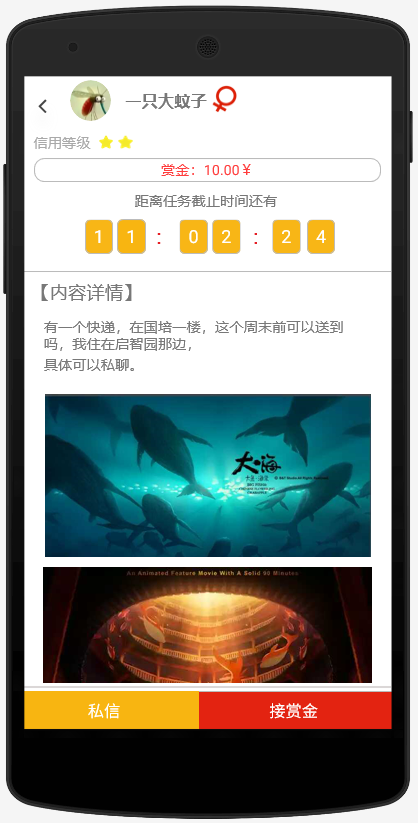 一只大蚊子
信用等级
赏金：10.00¥
距离任务截止时间还有
1 1 : 0 2 : 2 4
【内容详情】
有一个快递，在国培一楼，这个周末前可以送到
吗，我住在启智园那边，
具体可以私聊。
大·海
An Animated Feature Movie With A Solid 90 Minutes
私信
接赏金